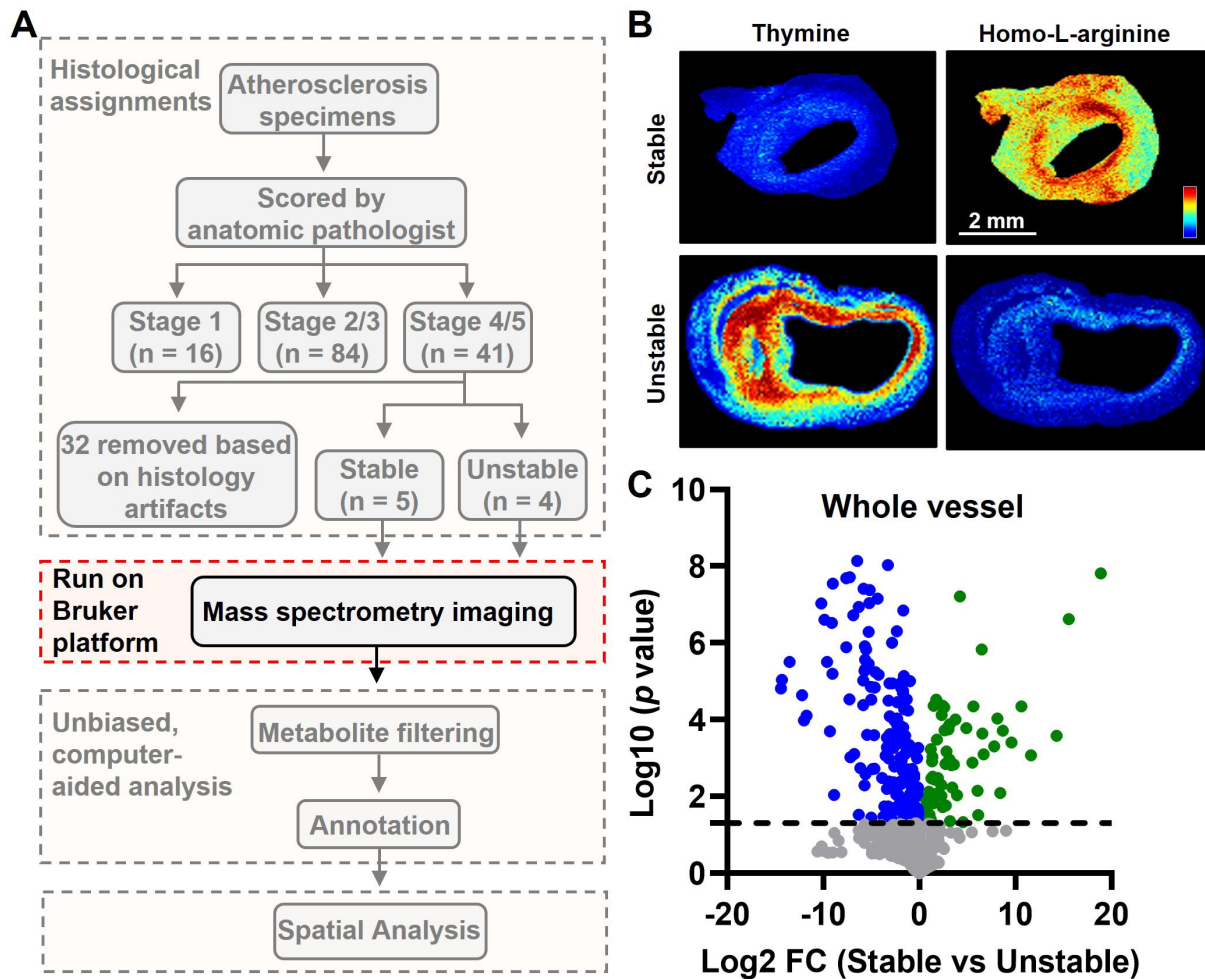 A
Histological
assignments
Atherosclerosis
specimens
Scored by
anatomic pathologist
Stage 1
(n = 16)
Stage 2/3
(n = 84)
Stage 4/5
(n = 41)
32 removed based
on histology
artifacts
Stable
(n = 5)
Unstable
(n = 4)
Run on
Bruker
platform
Mass spectrometry imaging
Unbiased,
computer-
aided analysis
Metabolite filtering
Annotation
Spatial Analysis
B
Thymine
Homo-L-arginine
Stable
2 mm
Unstable
C
Whole vessel
Log10 (p value)
10
8
6
4
2
0
-20
-10
0
10
20
Log2 FC (Stable vs Unstable)